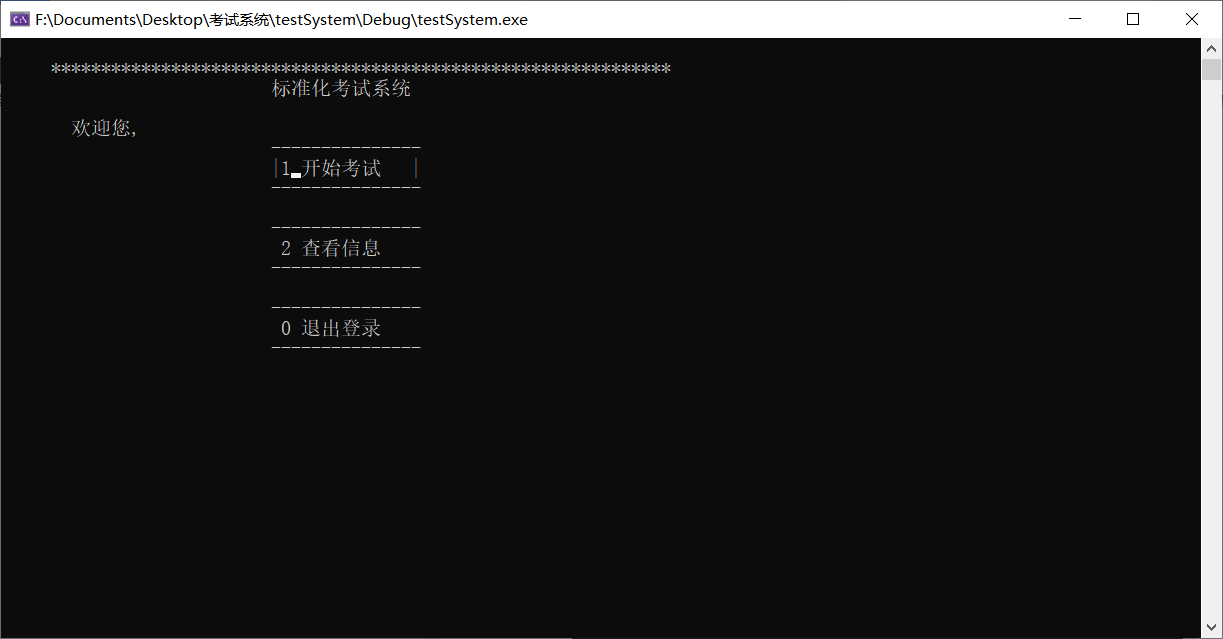 F:\Documents\Desktop\考试系统\testSystem\Debug\testSystem.exe
**************************************************************
标准化考试系统
欢迎您,
---------------
|1 开始考试   |
---------------
---------------
2 查看信息
---------------
---------------
0 退出登录
---------------